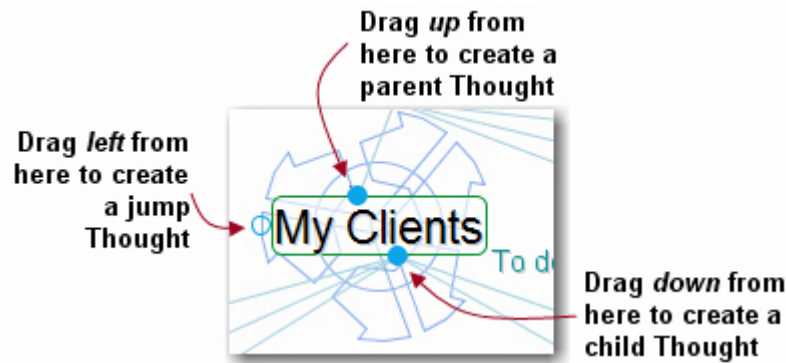 Drag up from
here to create a
parent Thought
Drag left from
here to create
a jump
Thought
My Clients
To
Drag down from
here to create a
child Thought